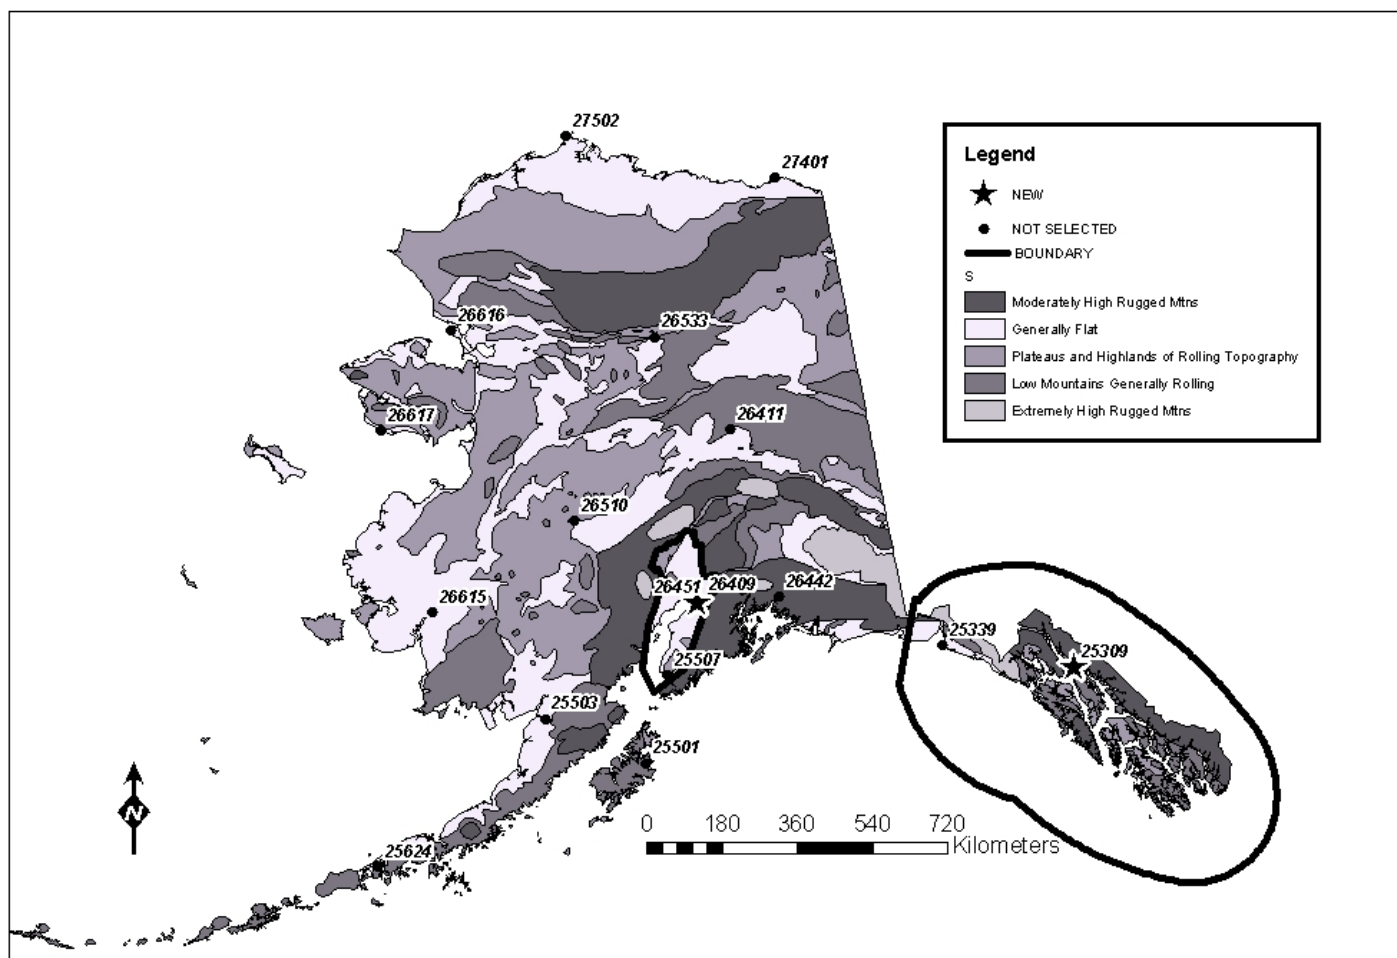 27502
27401
Legend
NEW
NOT SELECTED
BOUNDARY
S
Moderately High Rugged Mtns
Generally Flat
Plateaus and Highlands of Rolling Topography
Low Mountains Generally Rolling
Extremely High Rugged Mtns
26616
26533
26617
26411
26510
26451 26409
26442
26615
25339
25309
25507
25503
25501
N
0 180 360 540 720
Kilometers
25624